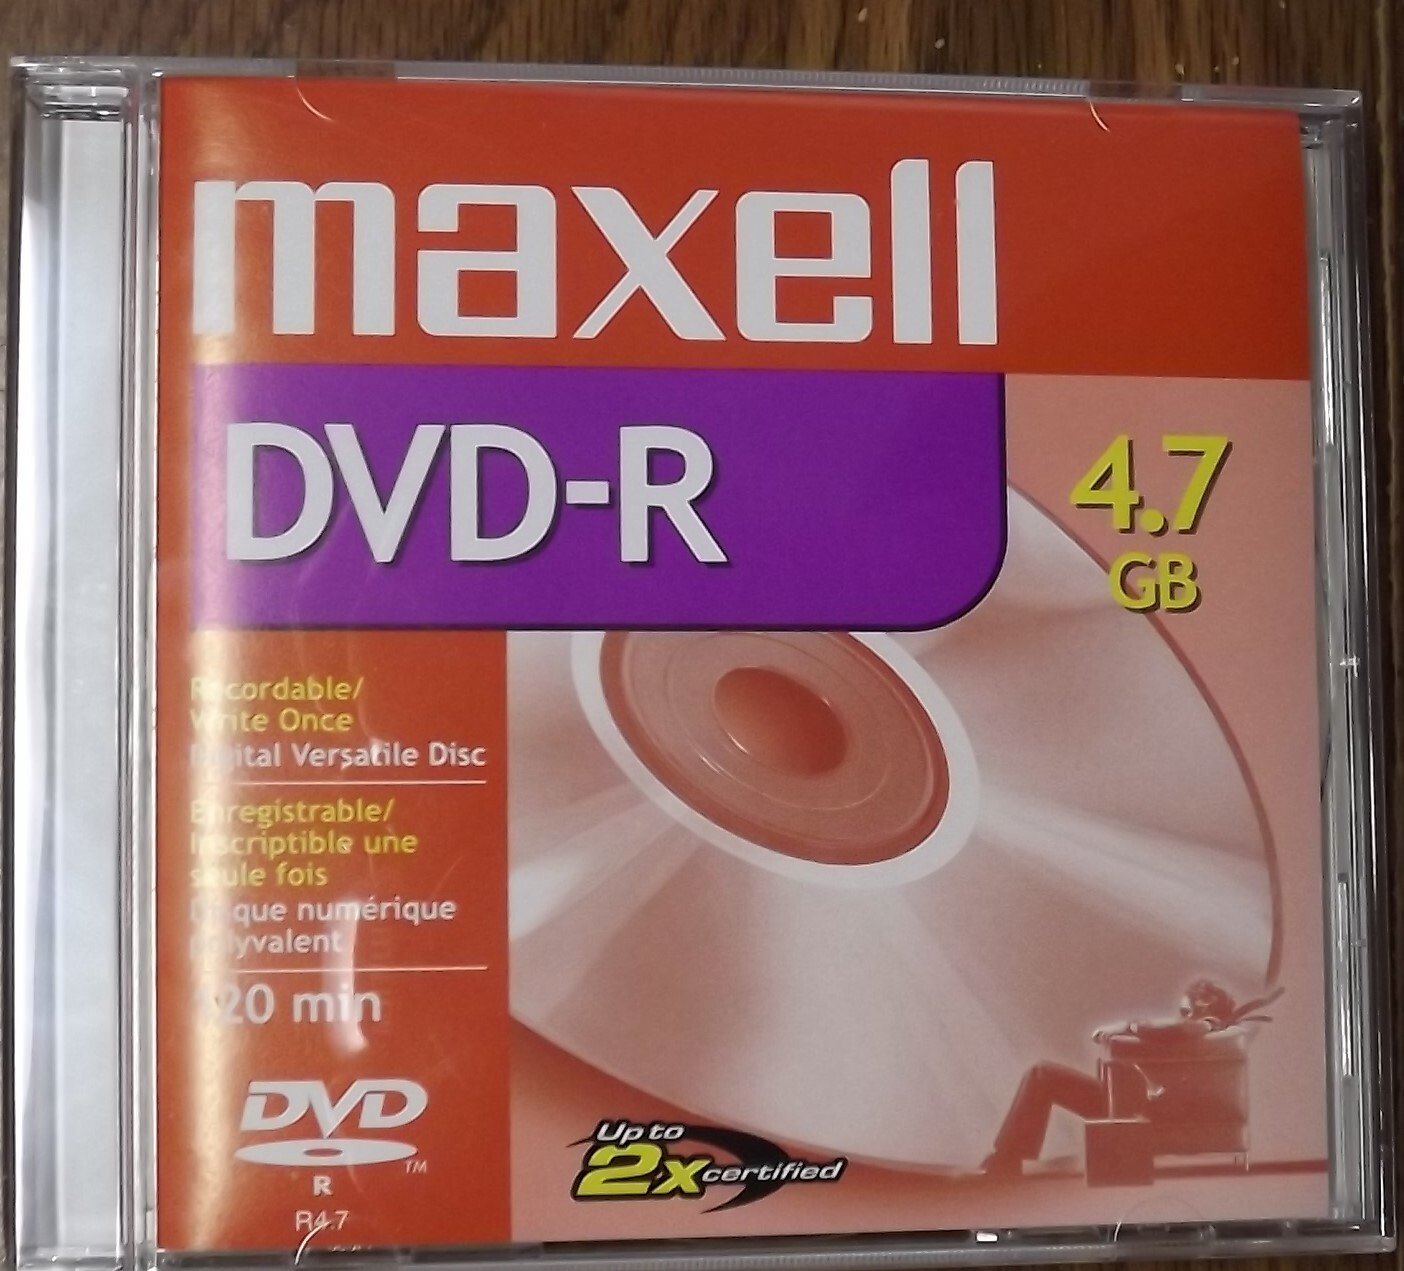 maxell
DVD-R
4.7
GB
Recordable/
Write Once
Digital Versatile Disc
Enregistrable/
Inscriptible une
seule fois
Disque numérique
polyvalent
120 min
DVD
TM
R
R4.7
Up to
2x certified